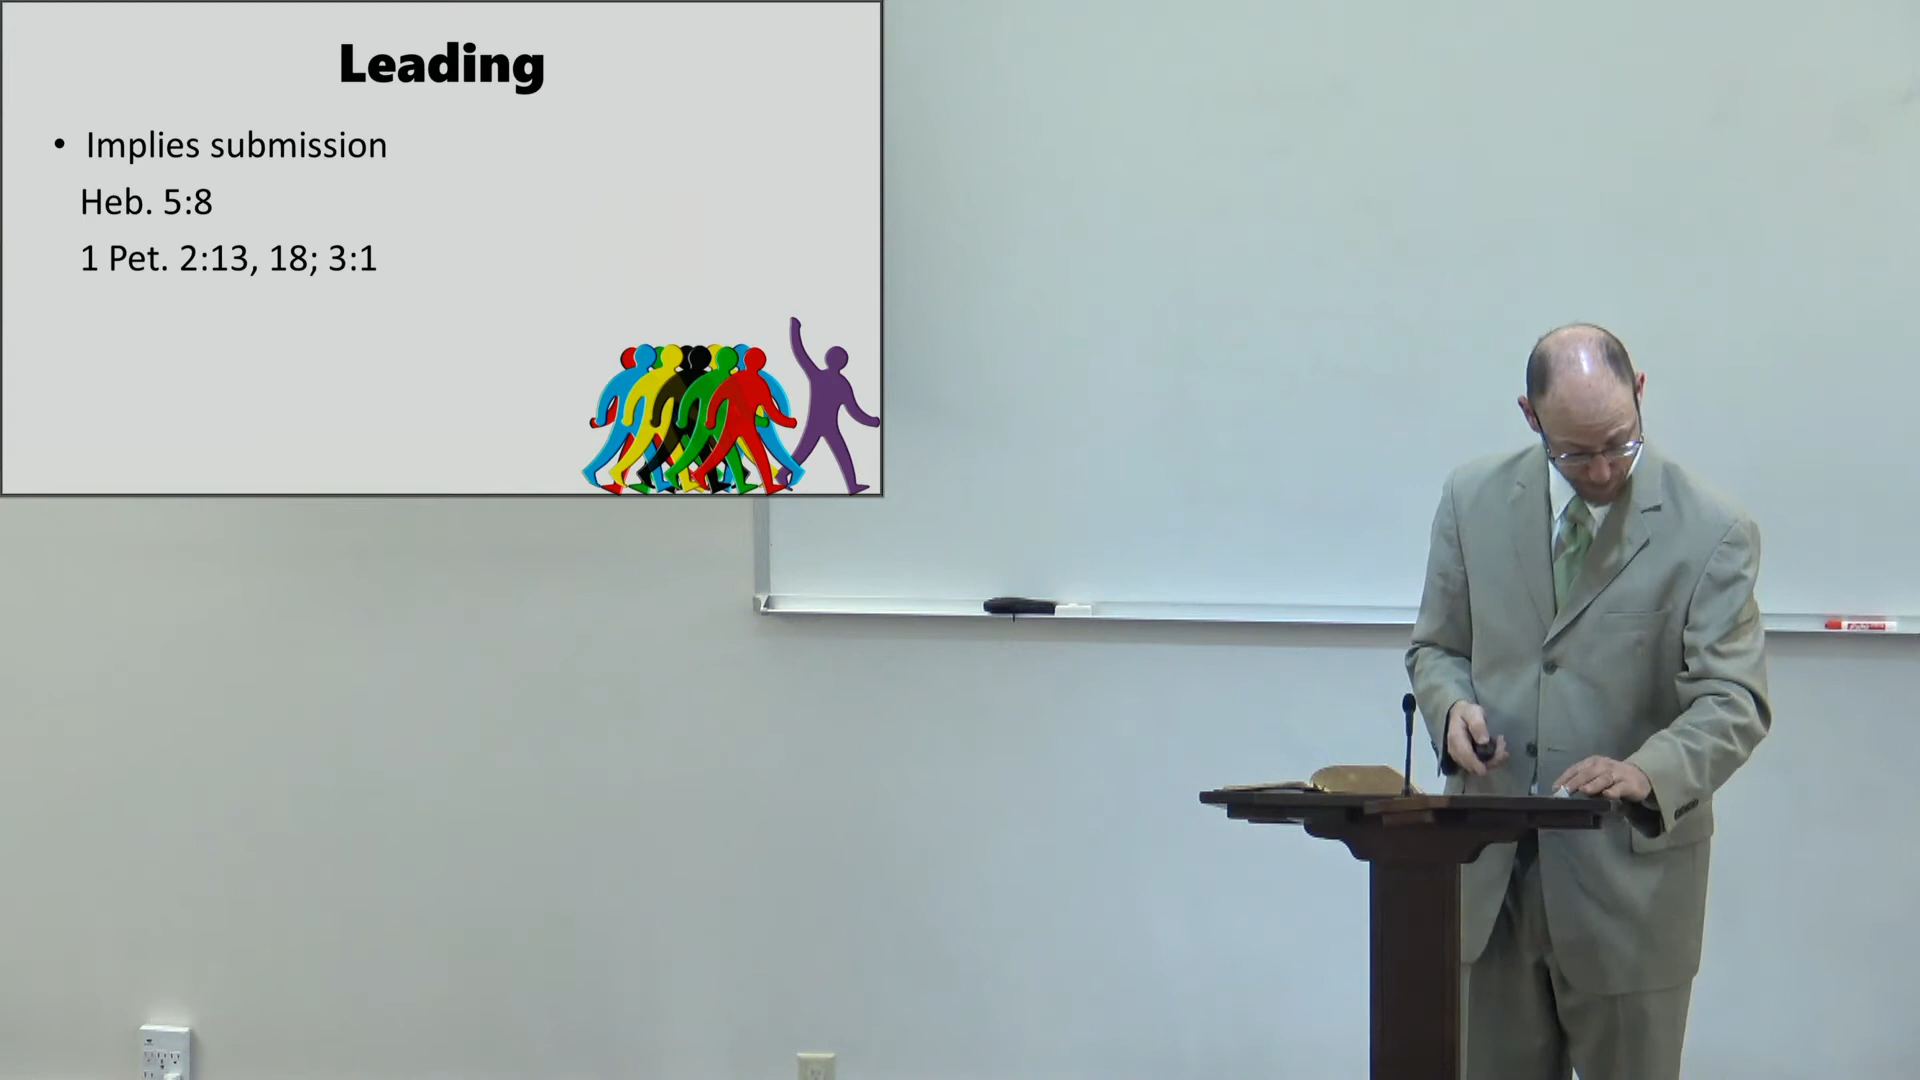 Leading
• Implies submission
Heb. 5:8
1 Pet. 2:13, 18; 3:1